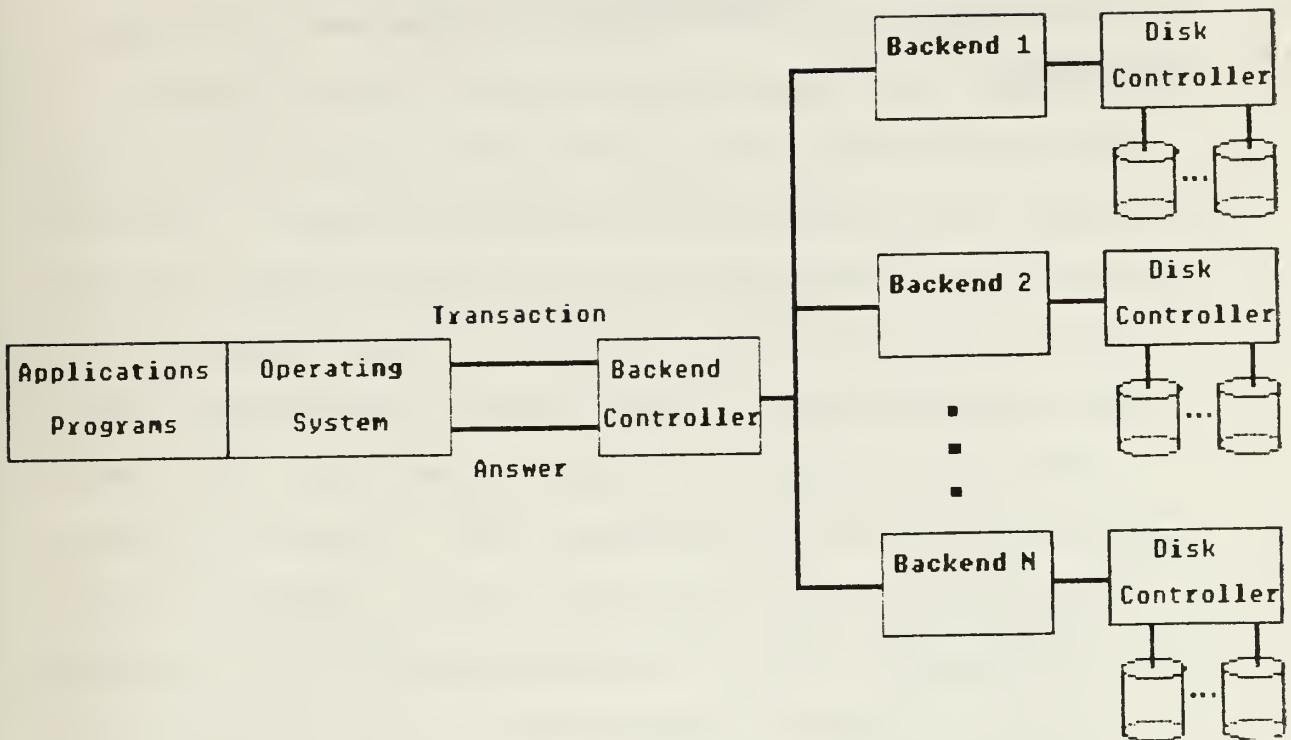 Backend 1
Disk
Controller
...
Backend 2
Disk
Controller
...
Transaction
Applications
Programs
Operating
System
Backend
Controller
Answer
Backend N
Disk
Controller
...